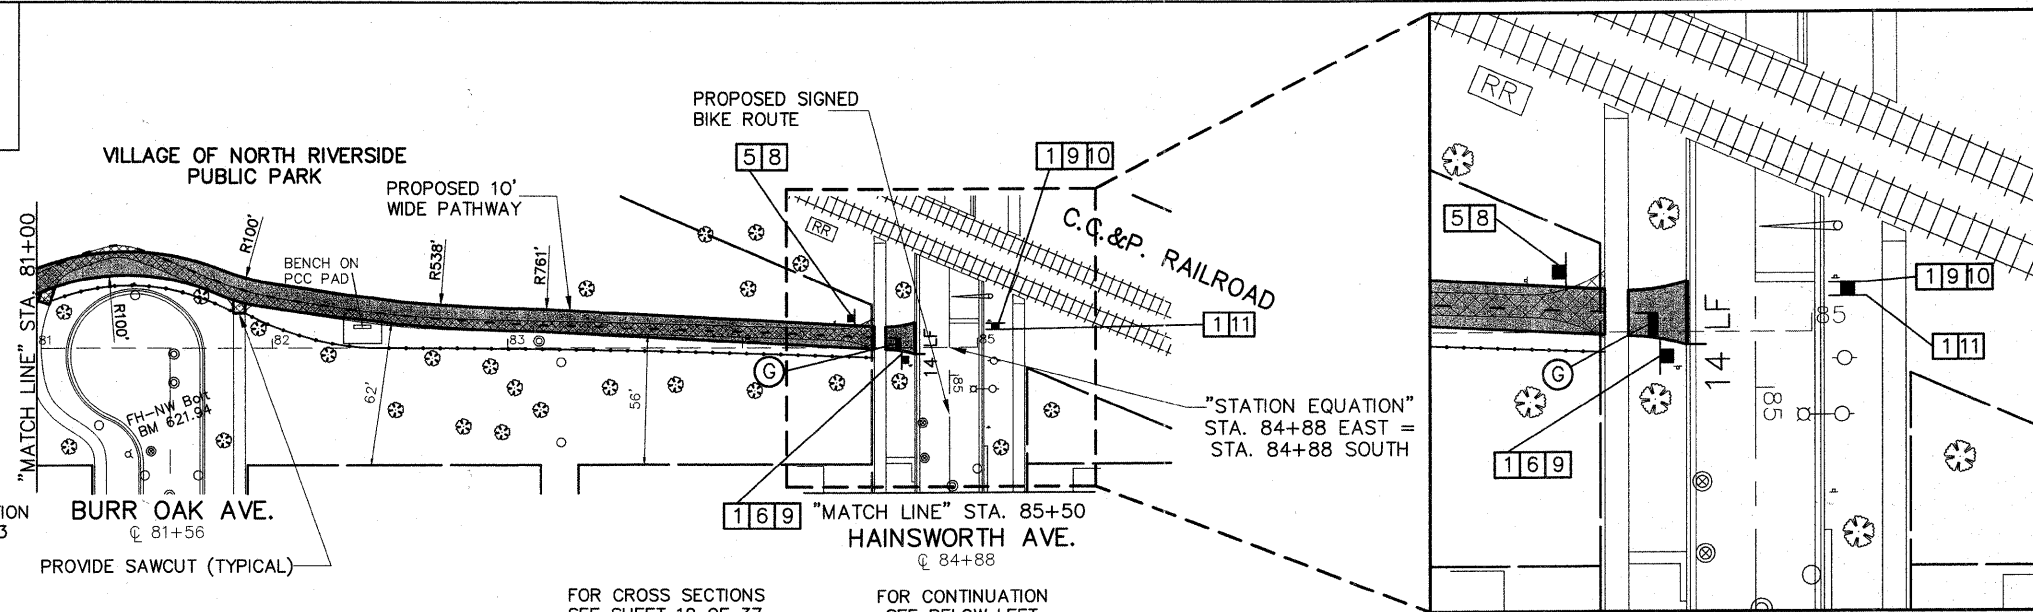 VILLAGE OF NORTH RIVERSIDE
PUBLIC PARK
PROPOSED 10'
WIDE PATHWAY
PROPOSED SIGNED
BIKE ROUTE
5 8
1 9 10
RR
C.C.&P. RAILROAD
"MATCH LINE" STA. 81+00
R100'
BENCH ON
PCC PAD
R538'
R761'
R100'
81
82
83
85
14 LF
85
1 11
G
62'
56'
FH-NW Bolt
BM 621.94
"STATION EQUATION"
STA. 84+88 EAST =
STA. 84+88 SOUTH
1 6 9
"MATCH LINE" STA. 85+50
HAINSWORTH AVE.
℄ 84+88
BURR OAK AVE.
℄ 81+56
PROVIDE SAWCUT (TYPICAL)
FOR CROSS SECTIONS
FOR CONTINUATION
RR
5 8
1 9 10
85
1 11
14 LF
G
85
1 6 9